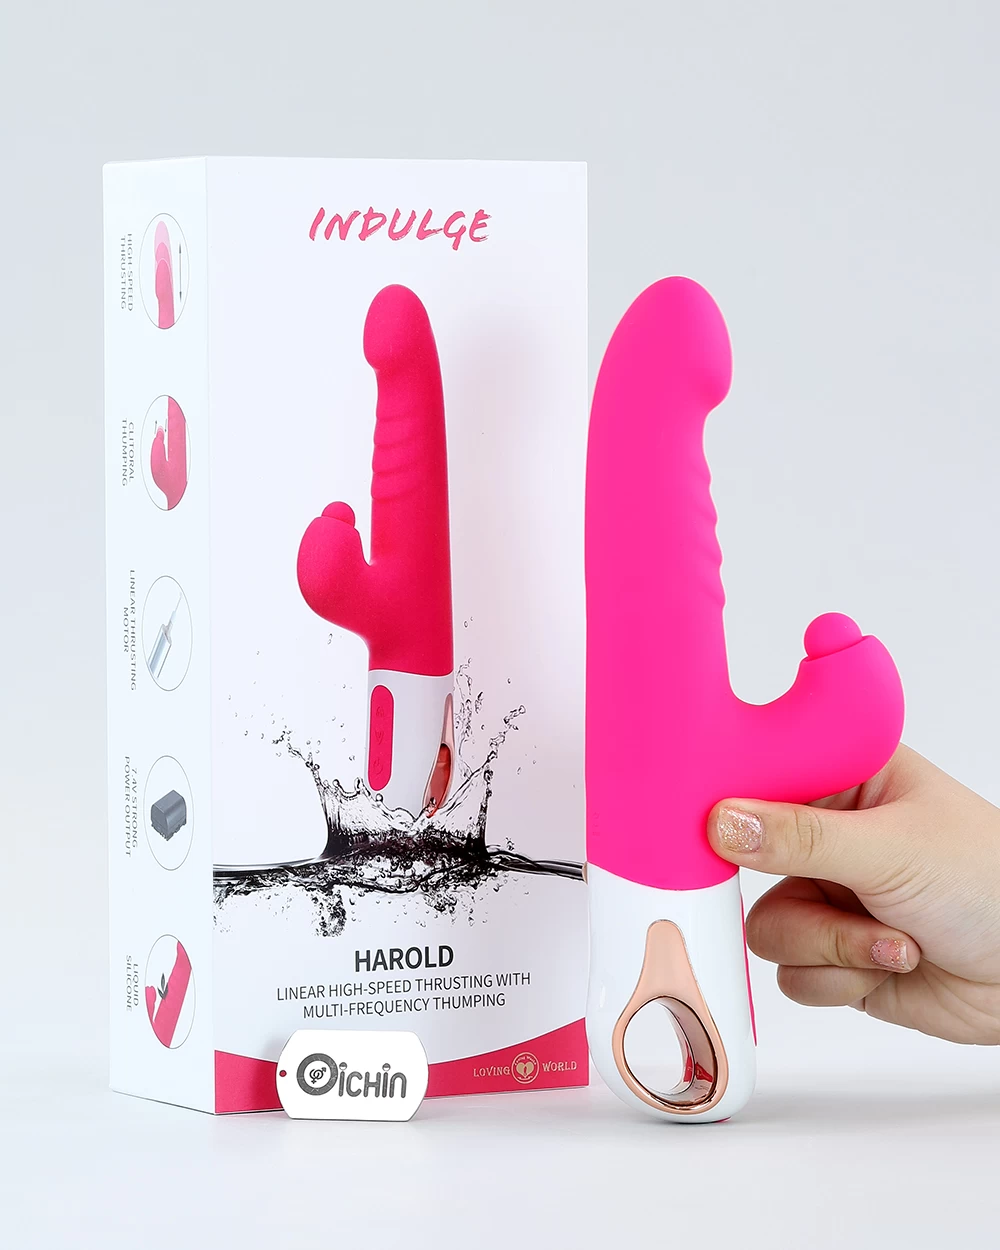 INDULGE
HIGH-SPEED
THRUSTING
CLITORAL
THUMPING
LINEAR THRUSTING
MOTOR
7.4V STRONG
POWER OUTPUT
LIQUID
SILICONE
HAROLD
LINEAR HIGH-SPEED THRUSTING WITH
MULTI-FREQUENCY THUMPING
LOVING WORLD
OiCHiN